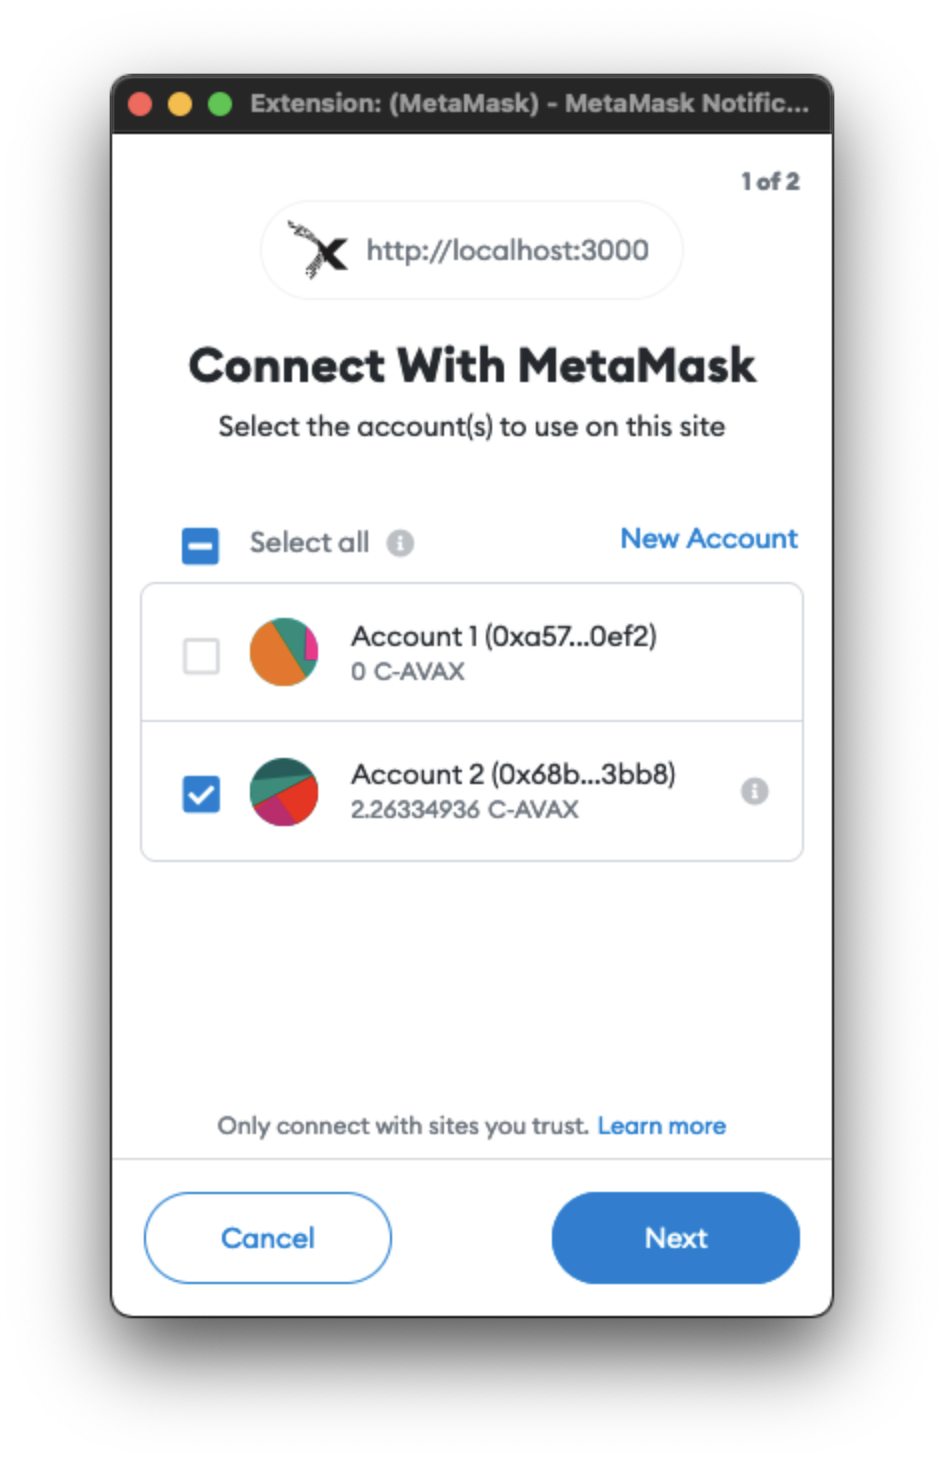 Extension: (MetaMask) - MetaMask Notific...
1 of 2
http://localhost:3000
Connect With MetaMask
Select the account(s) to use on this site
Select all
New Account
Account 1 (0xa57...0ef2)
0 C-AVAX
Account 2 (0x68b...3bb8)
2.26334936 C-AVAX
Only connect with sites you trust. Learn more
Cancel
Next